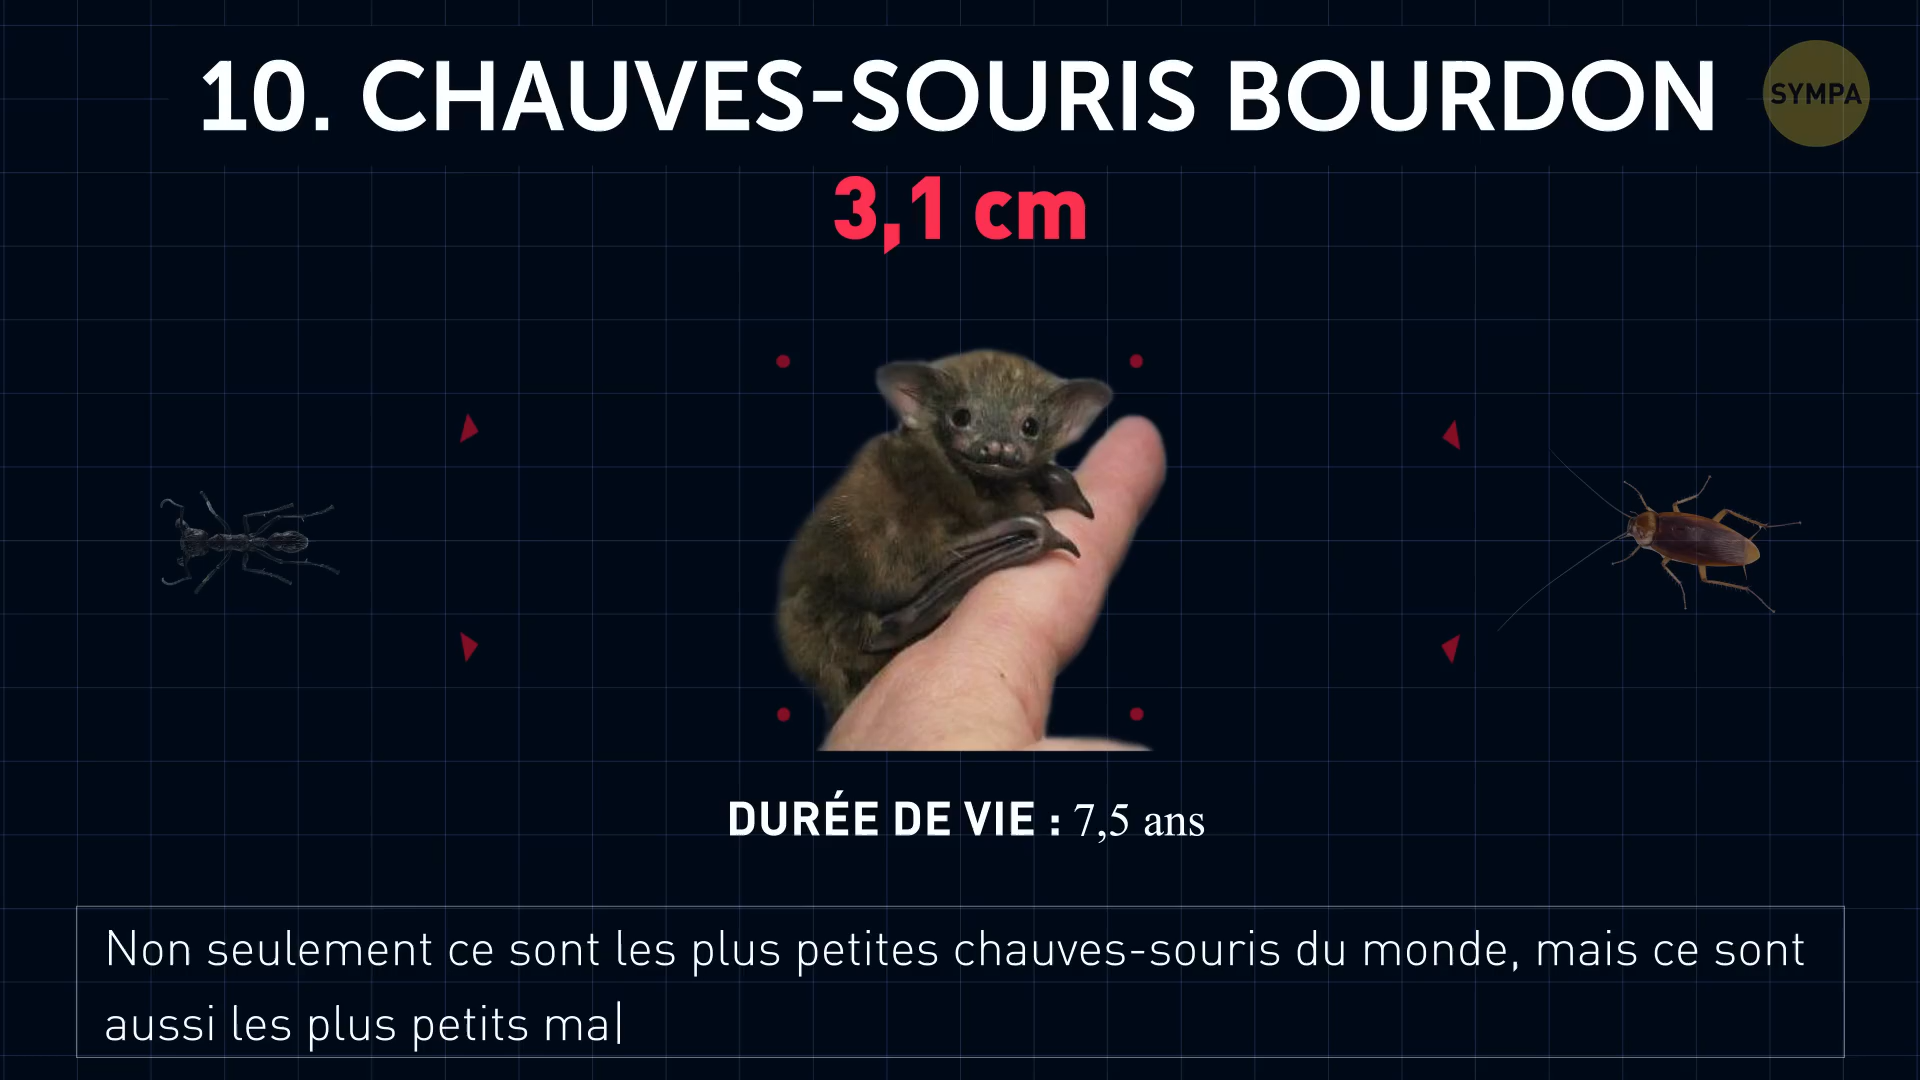 10. CHAUVES-SOURIS BOURDON
SYMPA
3,1 cm
DURÉE DE VIE : 7,5 ans
Non seulement ce sont les plus petites chauves-souris du monde, mais ce sont
aussi les plus petits ma